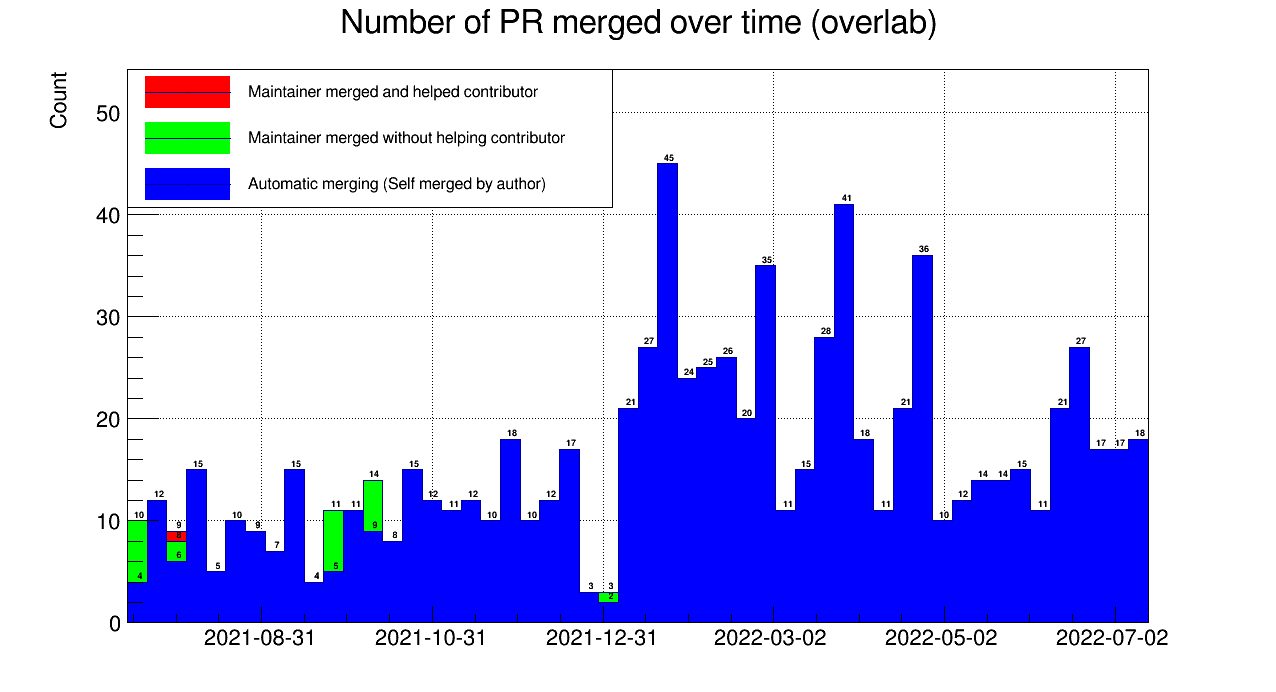 Number of PR merged over time (overlab)
Count
Maintainer merged and helped contributor
Maintainer merged without helping contributor
Automatic merging (Self merged by author)
50
40
30
20
10
0
10 4 12 9 8 6 15 5 10 9 7 15 4 11 5 11 14 9 8 15 12 11 12 10 18 10 12 17 3 3 2 21 27 45 24 25 26 20 35 11 15 28 41 18 11 21 36 10 12 14 14 15 11 21 27 17 17 18
2021-08-31 2021-10-31 2021-12-31 2022-03-02 2022-05-02 2022-07-02